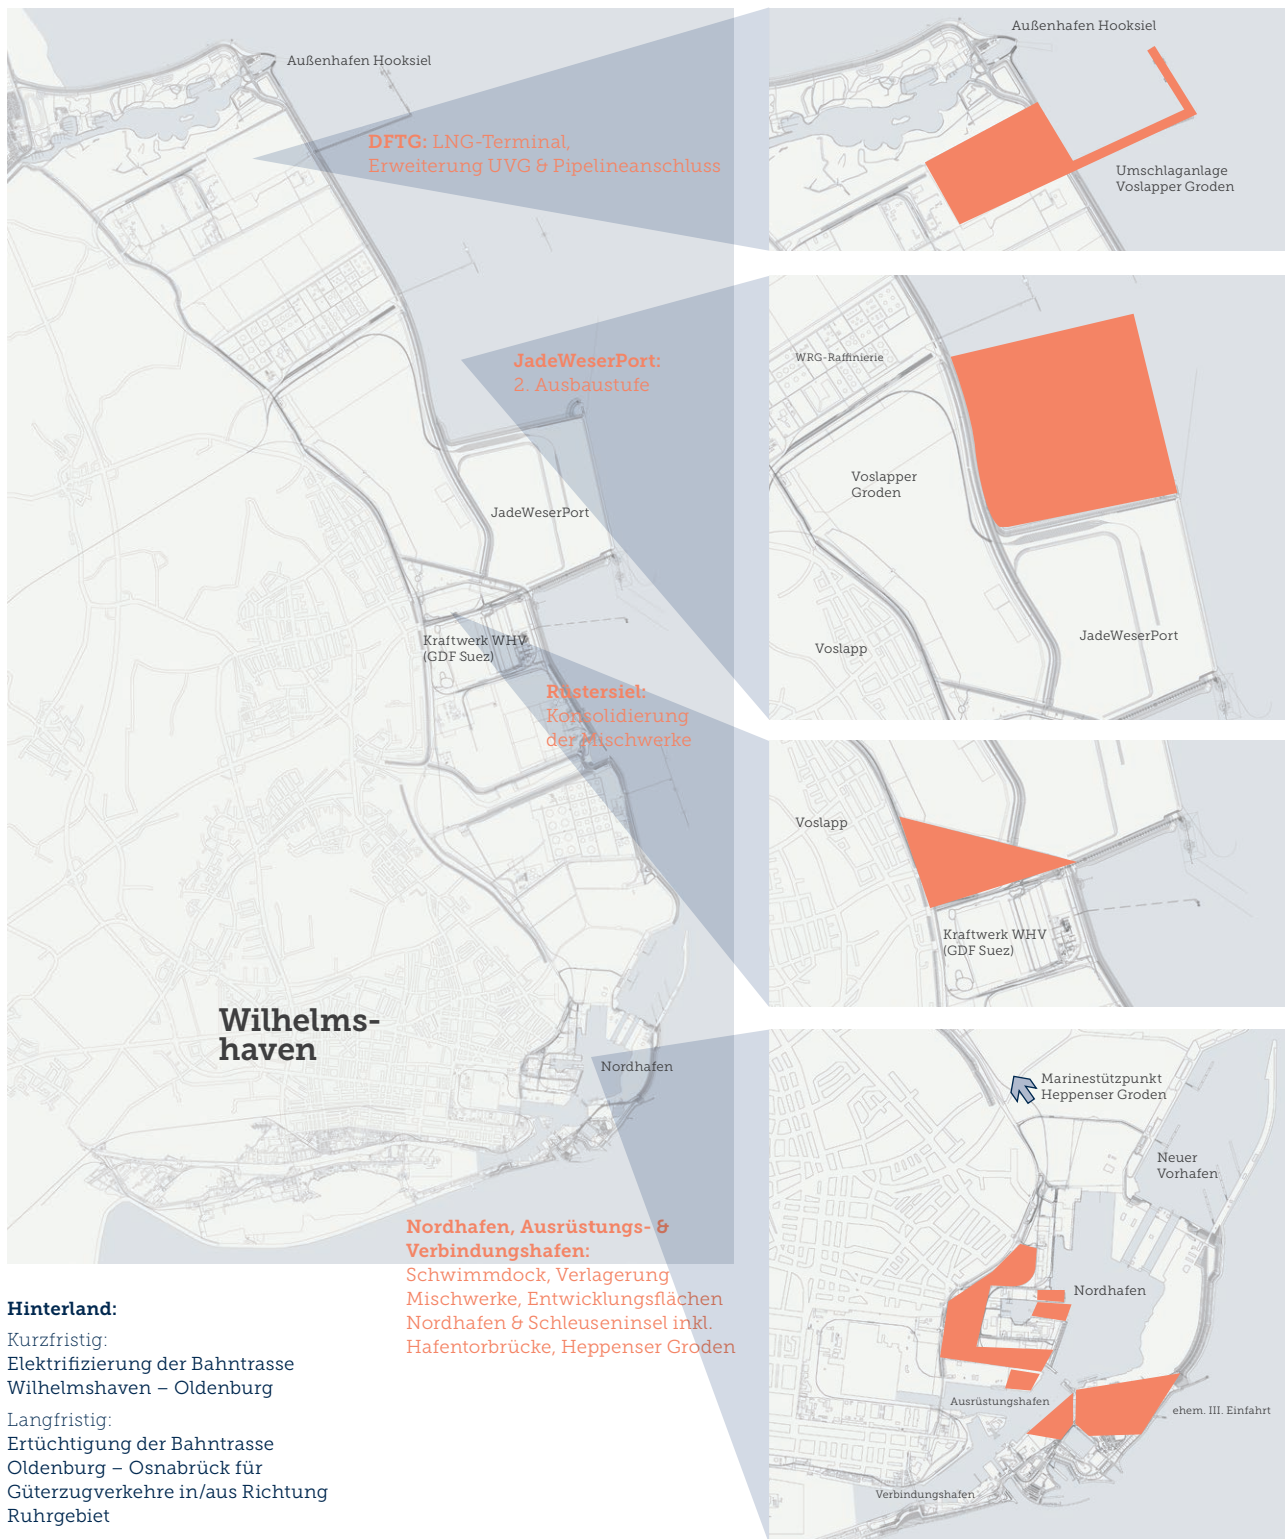 Außenhafen Hooksiel
DFTG: LNG-Terminal,
Erweiterung UVG & Pipelineanschluss
JadeWeserPort:
2. Ausbaustufe
JadeWeserPort
Kraftwerk WHV
(GDF Suez)
Rüstersiel:
Konsolidierung
der Mischwerke
Wilhelms-
haven
Nordhafen
Nordhafen, Ausrüstungs- &
Verbindungshafen:
Schwimmdock, Verlagerung
Mischwerke, Entwicklungsflächen
Nordhafen & Schleuseninsel inkl.
Hafentorbrücke, Heppenser Groden
Hinterland:
Kurzfristig:
Elektrifizierung der Bahntrasse
Wilhelmshaven – Oldenburg
Langfristig:
Ertüchtigung der Bahntrasse
Oldenburg – Osnabrück für
Güterzugverkehre in/aus Richtung
Ruhrgebiet
Außenhafen Hooksiel
Umschlaganlage
Voslapper Groden
WRG-Raffinierie
Voslapper
Groden
Voslapp
JadeWeserPort
Voslapp
Kraftwerk WHV
(GDF Suez)
Marinestützpunkt
Heppenser Groden
Neuer
Vorhafen
Nordhafen
Ausrüstungshafen
ehem. III. Einfahrt
Verbindungshafen